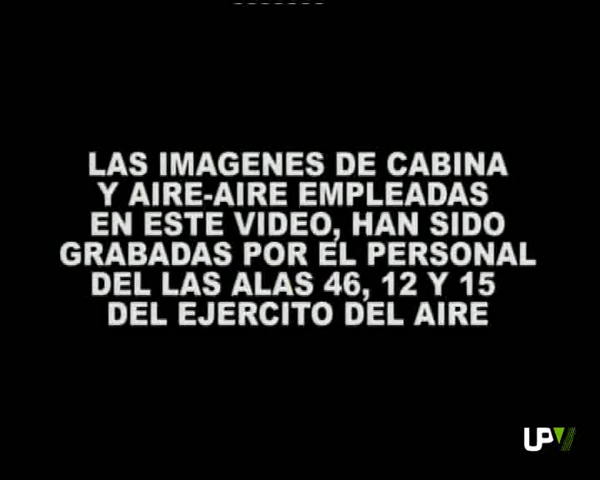 LAS IMAGENES DE CABINA
Y AIRE-AIRE EMPLEADAS
EN ESTE VIDEO, HAN SIDO
GRABADAS POR EL PERSONAL
DEL LAS ALAS 46, 12 Y 15
DEL EJERCITO DEL AIRE
UPV